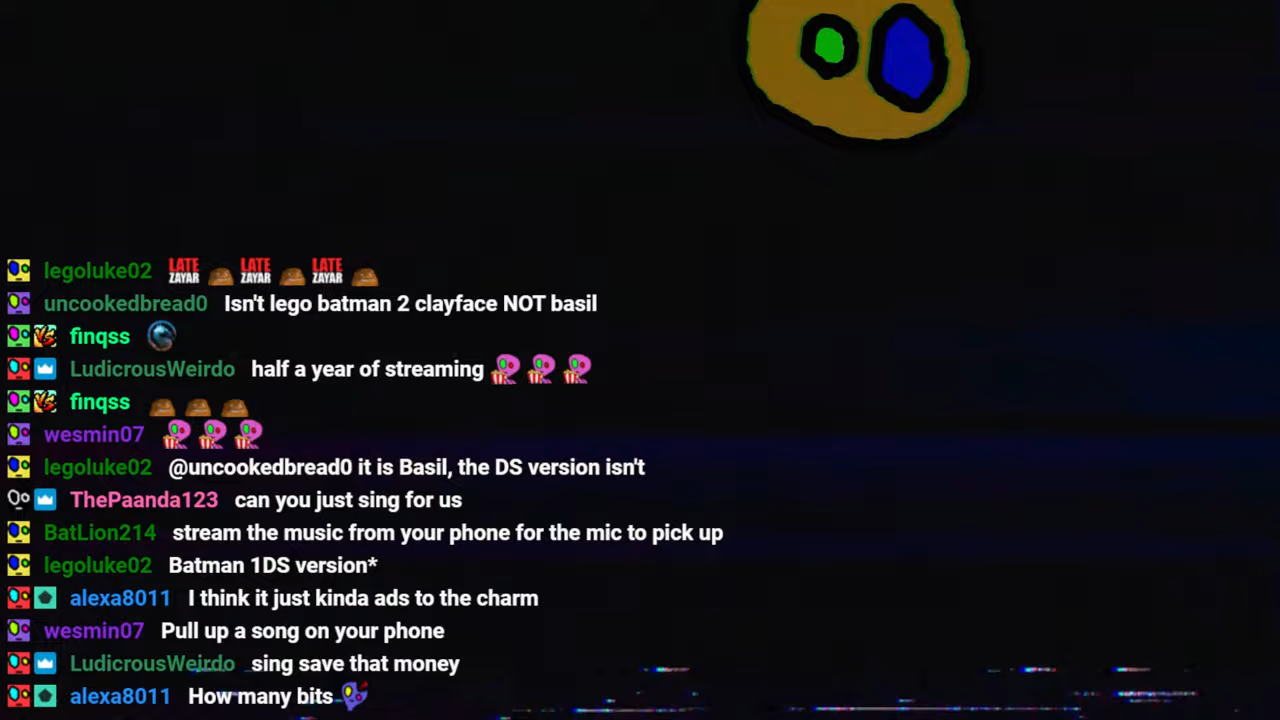 legoluke02 LATE ZAYAR LATE ZAYAR LATE ZAYAR
uncookedbread0 Isn't lego batman 2 clayface NOT basil
finqss
LudicrousWeirdo half a year of streaming
finqss
wesmin07
legoluke02 @uncookedbread0 it is Basil, the DS version isn't
ThePaanda123 can you just sing for us
BatLion214 stream the music from your phone for the mic to pick up
legoluke02 Batman 1DS version*
alexa8011 I think it just kinda ads to the charm
wesmin07 Pull up a song on your phone
LudicrousWeirdo sing save that money
alexa8011 How many bits